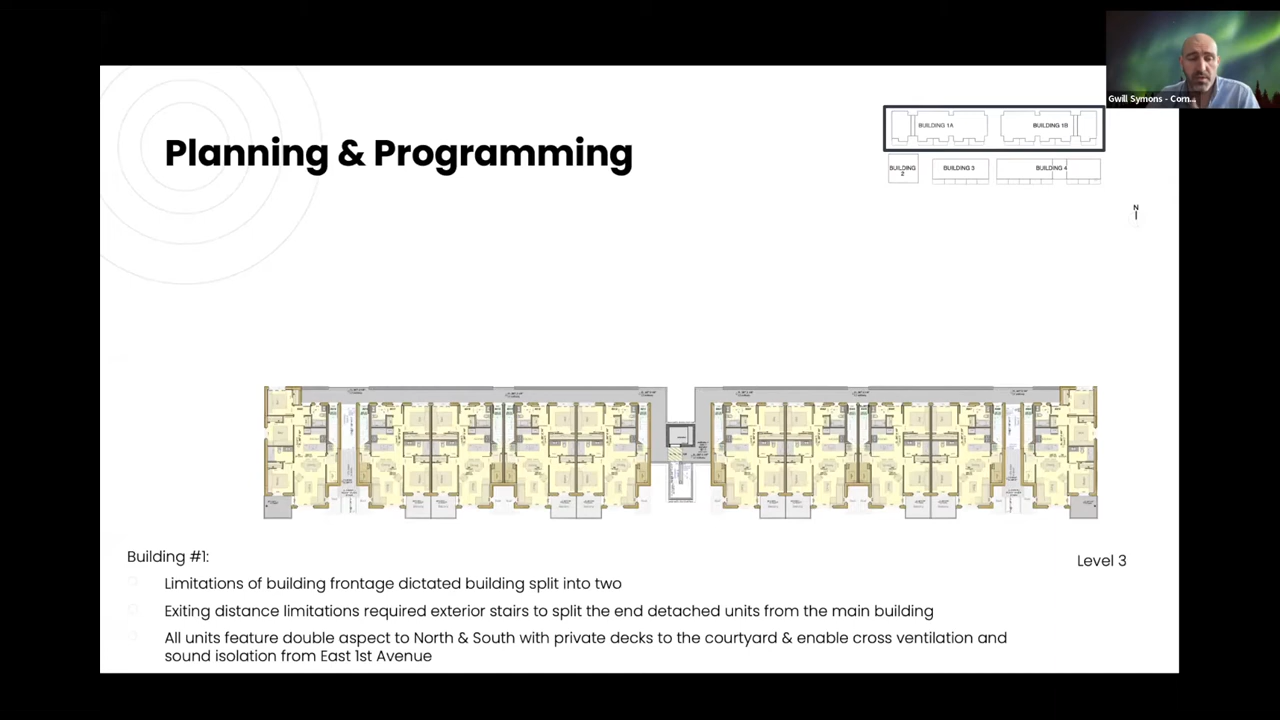 Gwill Symons - Corn...
Planning & Programming
BUILDING 1A
BUILDING 1B
BUILDING
2
BUILDING 3
BUILDING 4
N
Building #1:
Level 3
Limitations of building frontage dictated building split into two
Exiting distance limitations required exterior stairs to split the end detached units from the main building
All units feature double aspect to North & South with private decks to the courtyard & enable cross ventilation and
sound isolation from East 1st Avenue